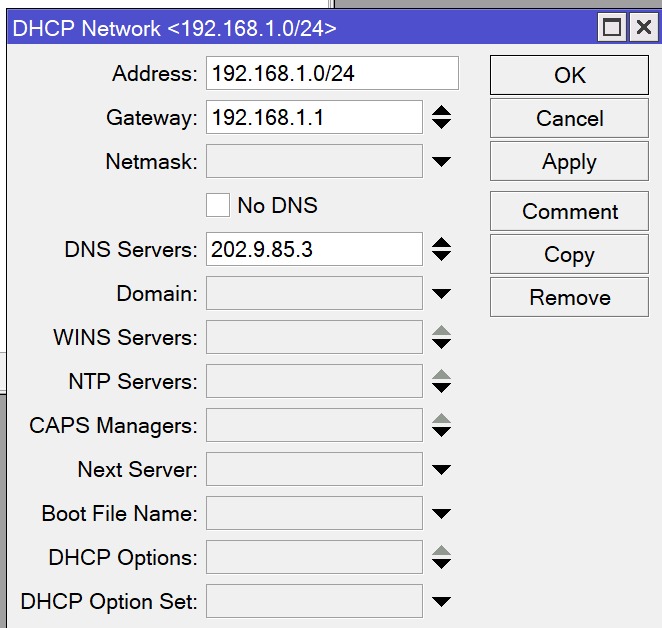 DHCP Network <192.168.1.0/24>
Address: 192.168.1.0/24 OK
Gateway: 192.168.1.1 Cancel
Netmask: Apply
No DNS Comment
DNS Servers: 202.9.85.3 Copy
Domain: Remove
WINS Servers:
NTP Servers:
CAPS Managers:
Next Server:
Boot File Name:
DHCP Options:
DHCP Option Set: